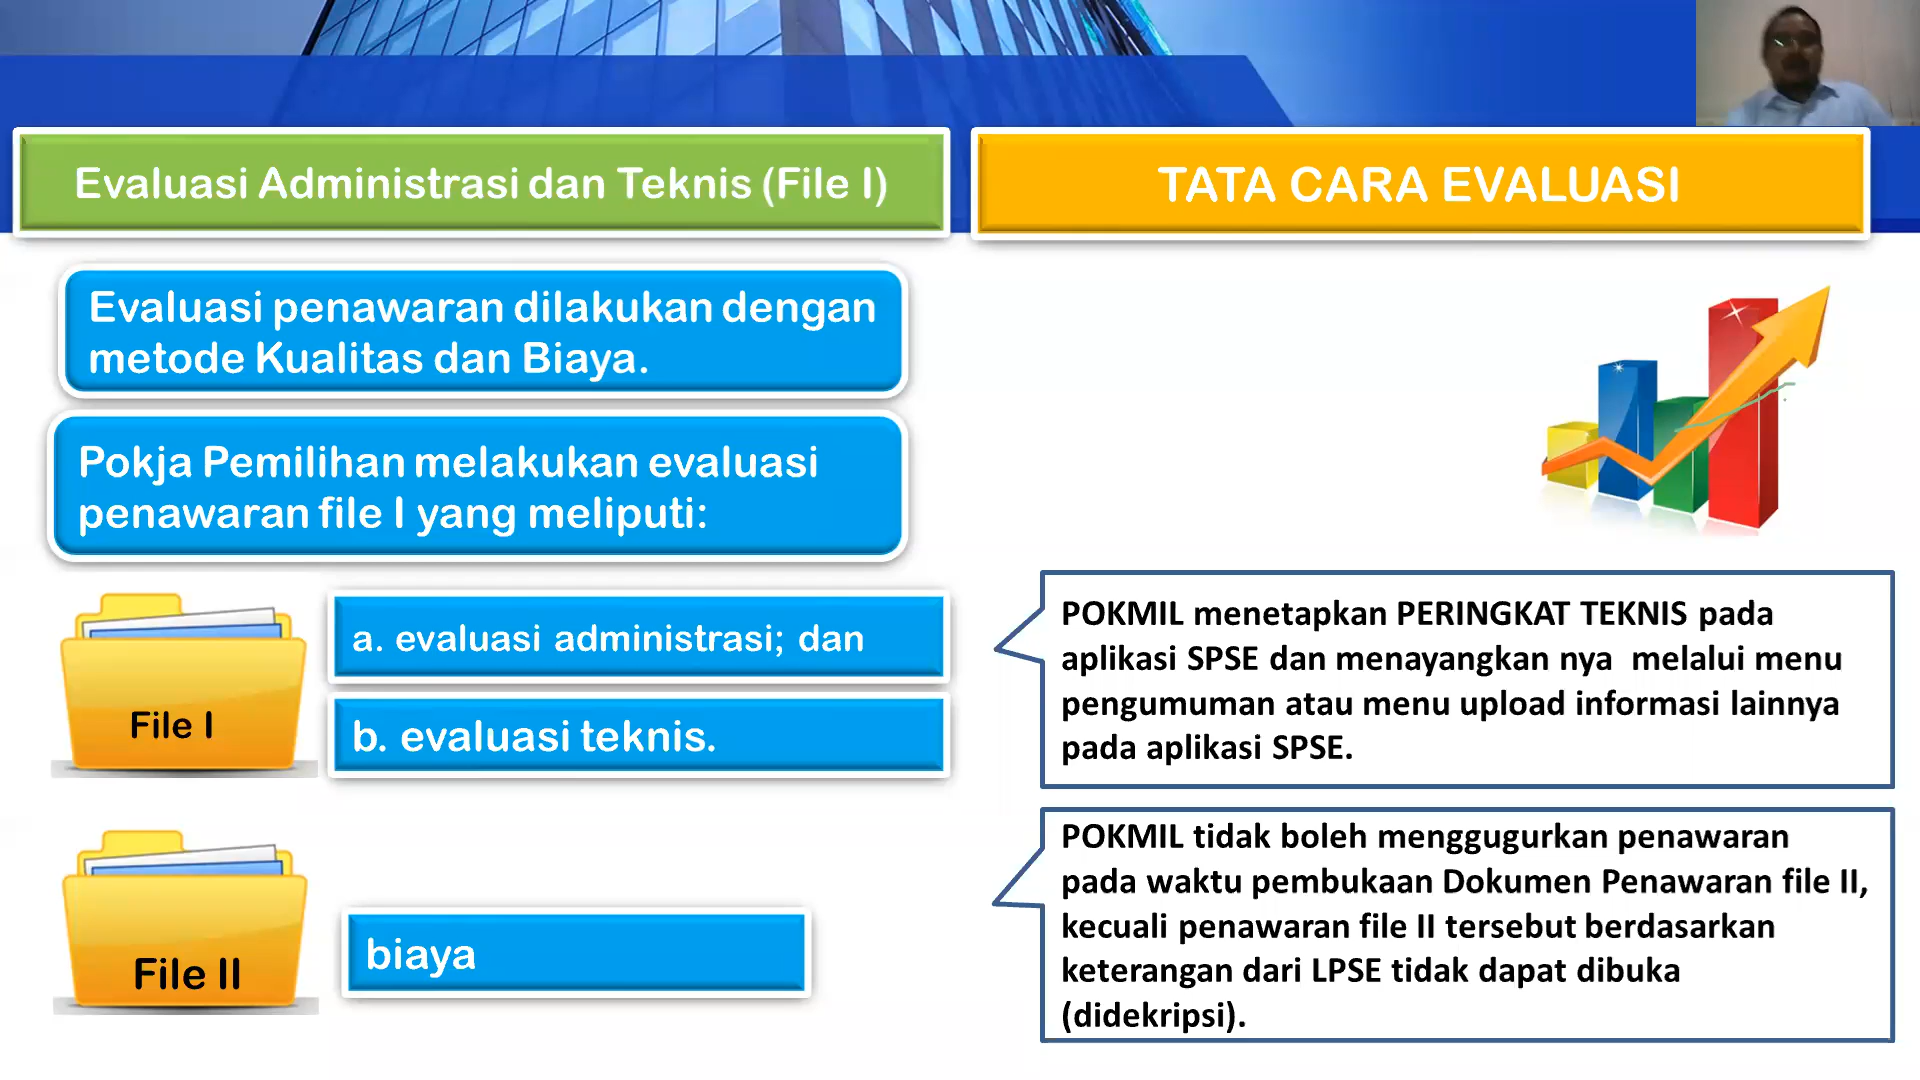 Evaluasi Administrasi dan Teknis (File I)
TATA CARA EVALUASI
Evaluasi penawaran dilakukan dengan
metode Kualitas dan Biaya.
Pokja Pemilihan melakukan evaluasi
penawaran file I yang meliputi:
File I
a. evaluasi administrasi; dan
b. evaluasi teknis.
POKMIL menetapkan PERINGKAT TEKNIS pada
aplikasi SPSE dan menayangkan nya melalui menu
pengumuman atau menu upload informasi lainnya
pada aplikasi SPSE.
File II
biaya
POKMIL tidak boleh menggugurkan penawaran
pada waktu pembukaan Dokumen Penawaran file II,
kecuali penawaran file II tersebut berdasarkan
keterangan dari LPSE tidak dapat dibuka
(didekripsi).